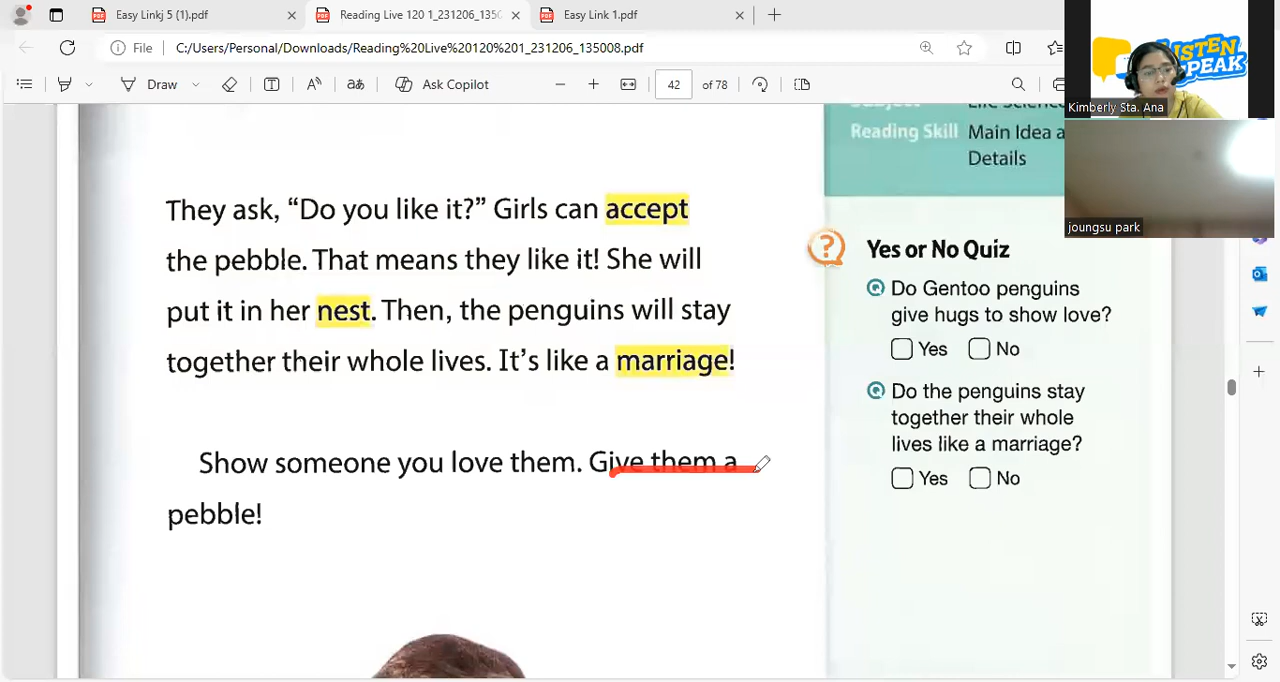 Easy Linkj 5 (1).pdf
Reading Live 120 1_231206_1350
Easy Link 1.pdf
File
C:/Users/Personal/Downloads/Reading%20Live%20120%201_231206_135008.pdf
Draw
Ask Copilot
42
of 78
LISTEN
SPEAK
Kimberly Sta. Ana
joungsu park
Reading Skill
Main Idea a
Details
They ask, “Do you like it?” Girls can accept
the pebble. That means they like it! She will
put it in her nest. Then, the penguins will stay
together their whole lives. It’s like a marriage!
Show someone you love them. Give them a
pebble!
Yes or No Quiz
Q Do Gentoo penguins
give hugs to show love?
Yes No
Q Do the penguins stay
together their whole
lives like a marriage?
Yes No